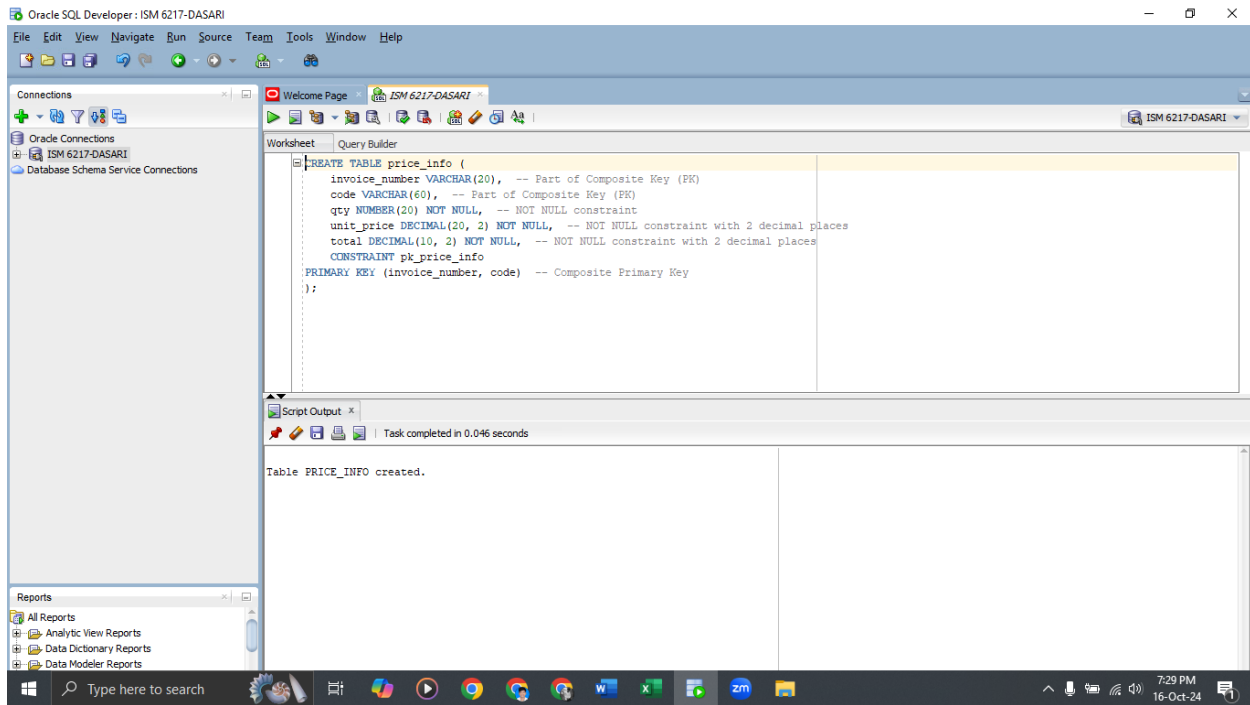 Oracle SQL Developer : ISM 6217-DASARI
File Edit View Navigate Run Source Team Tools Window Help
Connections
Oracle Connections
ISM 6217-DASARI
Database Schema Service Connections
Welcome Page
ISM 6217-DASARI
ISM 6217-DASARI
Worksheet Query Builder
CREATE TABLE price_info (
invoice_number VARCHAR(20),  -- Part of Composite Key (PK)
code VARCHAR(60),  -- Part of Composite Key (PK)
qty NUMBER(20) NOT NULL,  -- NOT NULL constraint
unit_price DECIMAL(20, 2) NOT NULL,  -- NOT NULL constraint with 2 decimal places
total DECIMAL(10, 2) NOT NULL,  -- NOT NULL constraint with 2 decimal places
CONSTRAINT pk_price_info
PRIMARY KEY (invoice_number, code)  -- Composite Primary Key
);
Script Output
Task completed in 0.046 seconds
Table PRICE_INFO created.
Reports
All Reports
Analytic View Reports
Data Dictionary Reports
Data Modeler Reports
Type here to search
zm
7:29 PM
16-Oct-24